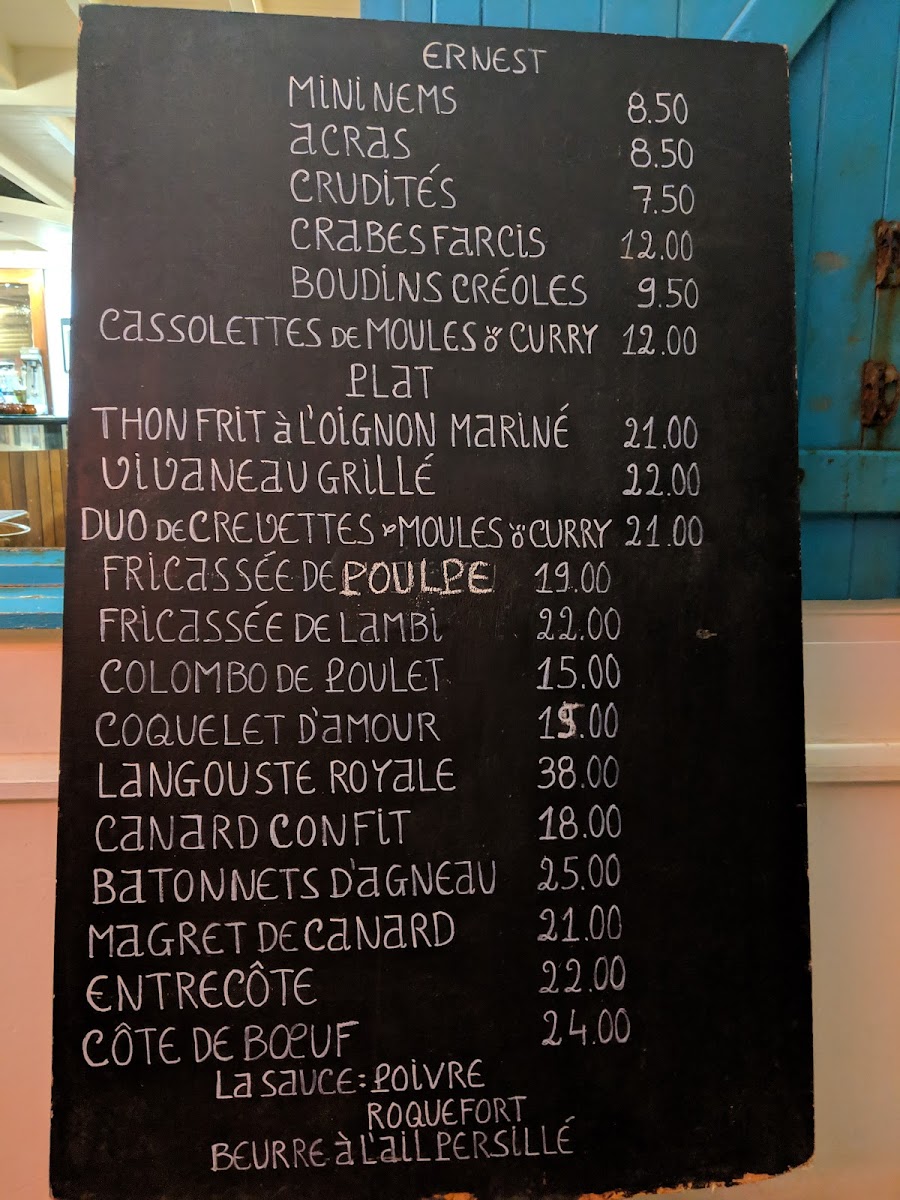 ERNEST
MINI NEMS 8.50
ACRAS 8.50
CRUDITÉS 7.50
CRABES FARCIS 12.00
BOUDINS CRÉOLES 9.50
CASSOLETTES DE MOULES Ö CURRY 12.00
PLAT
THON FRIT à L'OIGNON MARINÉ 21.00
VIVANEAU GRILLÉ 22.00
DUO DE CREVETTES MOULES Ö CURRY 21.00
FRICASSÉE DE POULPE 19.00
FRICASSÉE DE LAMBI 22.00
COLOMBO DE POULET 15.00
COQUELET D'AMOUR 00
LANGOUSTE ROYALE 38.00
CANARD CONFIT 18.00
BATONNETS D'AGNEAU 25.00
MAGRET DE CANARD 21.00
ENTRECÔTE 22.00
CÔTE DE BŒUF 24.00
LA SAUCE: POIVRE
ROQUEFORT
BEURRE à L'AIL PERSILLÉ